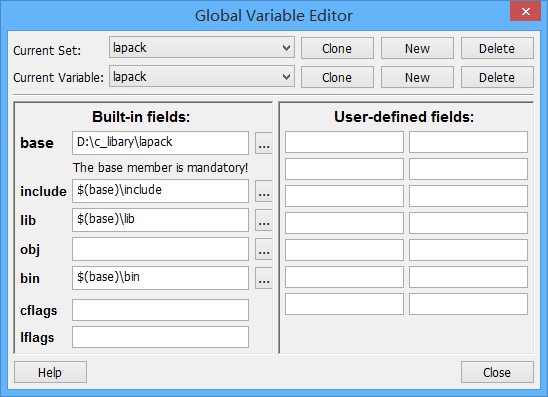 Global Variable Editor
Current Set: lapack Clone New Delete
Current Variable: lapack Clone New Delete
Built-in fields:
base D:\c_libary\lapack ...
The base member is mandatory!
include $(base)\include ...
lib $(base)\lib ...
obj ...
bin $(base)\bin ...
cflags
lflags
User-defined fields:
Help Close